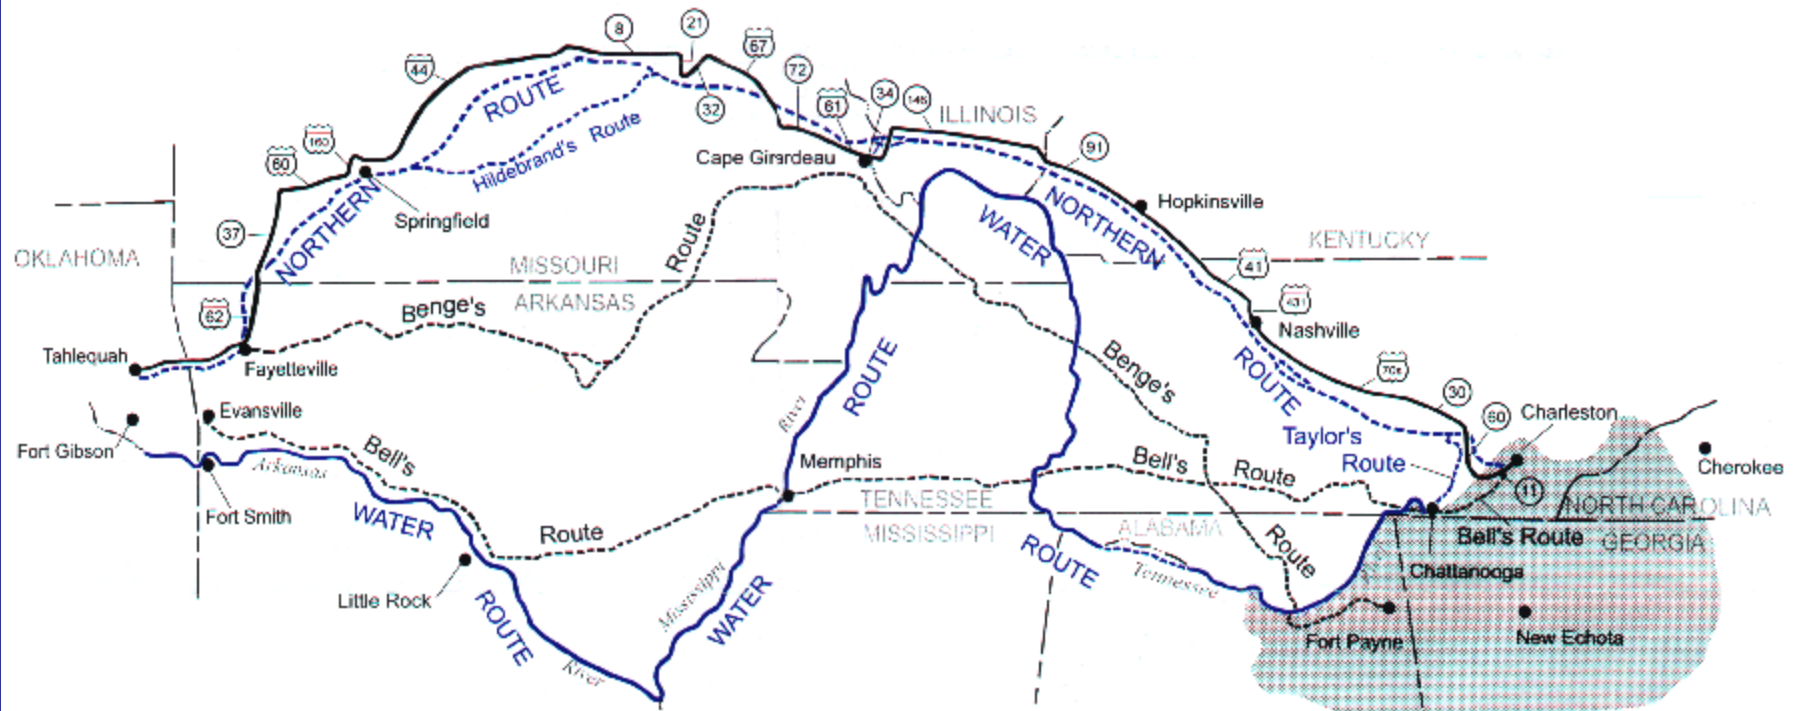 8
21
67
44
72
34
146
61
32
ILLINOIS
ROUTE
Hildebrand's Route
160
60
Cape Girardeau
91
Springfield
NORTHERN
37
Hopkinsville
WATER
NORTHERN
KENTUCKY
OKLAHOMA
MISSOURI
ARKANSAS
Route
41
431
62
Benge's
Nashville
Tahlequah
Fayetteville
ROUTE
Benge's
ROUTE
30
60
Charleston
Evansville
River
Taylor's
Route
Fort Gibson
Arkansas
Bell's
Memphis
Bell's
Route
Cherokee
11
Fort Smith
WATER
Route
TENNESSEE
MISSISSIPPI
ALABAMA
NORTH CAROLINA
GEORGIA
Bell's Route
ROUTE
Route
Chattanooga
Tennessee
Little Rock
ROUTE
Mississippi
WATER
River
Fort Payne
New Echota